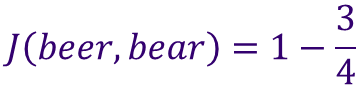 J(beer, bear) = 1 − 3/4